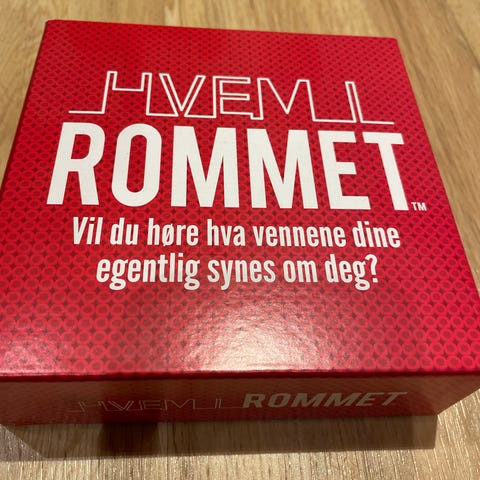 HVEM I
ROMMET™
Vil du høre hva vennene dine
egentlig synes om deg?
HVEM I ROMMET